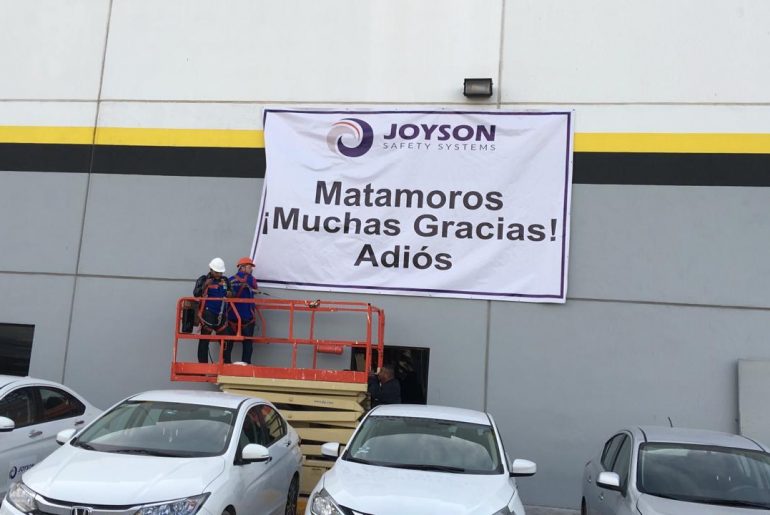 JOYSON
SAFETY SYSTEMS
Matamoros
¡Muchas Gracias!
Adiós